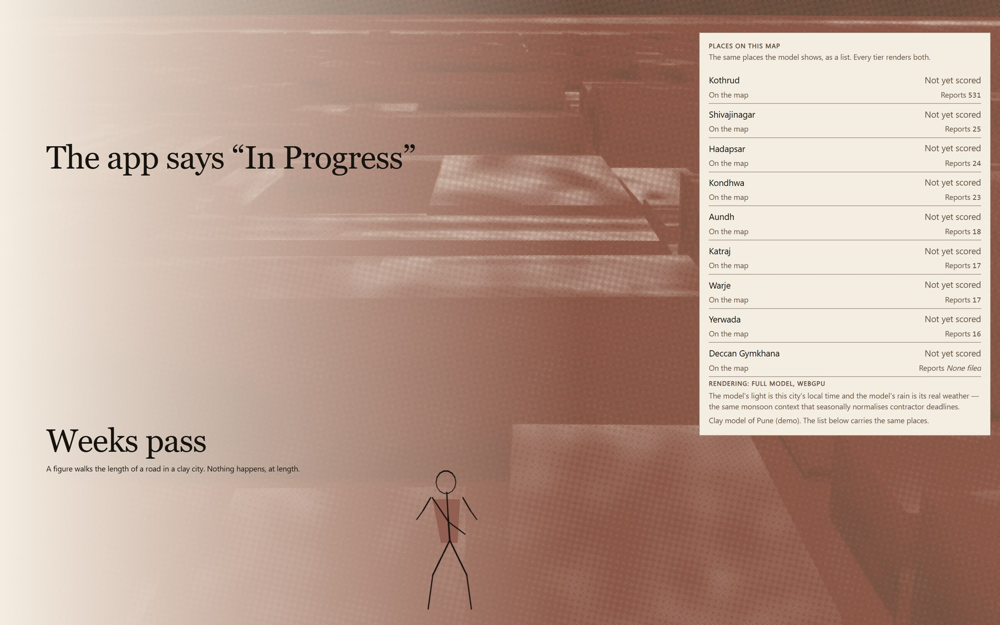 The app says “In Progress”
Weeks pass
A figure walks the length of a road in a clay city. Nothing happens, at length.
PLACES ON THIS MAP
The same places the model shows, as a list. Every tier renders both.
Kothrud Not yet scored
On the map Reports 531
Shivajinagar Not yet scored
On the map Reports 25
Hadapsar Not yet scored
On the map Reports 24
Kondhwa Not yet scored
On the map Reports 23
Aundh Not yet scored
On the map Reports 18
Katraj Not yet scored
On the map Reports 17
Warje Not yet scored
On the map Reports 17
Yerwada Not yet scored
On the map Reports 16
Deccan Gymkhana Not yet scored
On the map Reports None filed
RENDERING: FULL MODEL, WEBGPU
The model's light is this city's local time and the model's rain is its real weather —
the same monsoon context that seasonally normalises contractor deadlines.
Clay model of Pune (demo). The list below carries the same places.